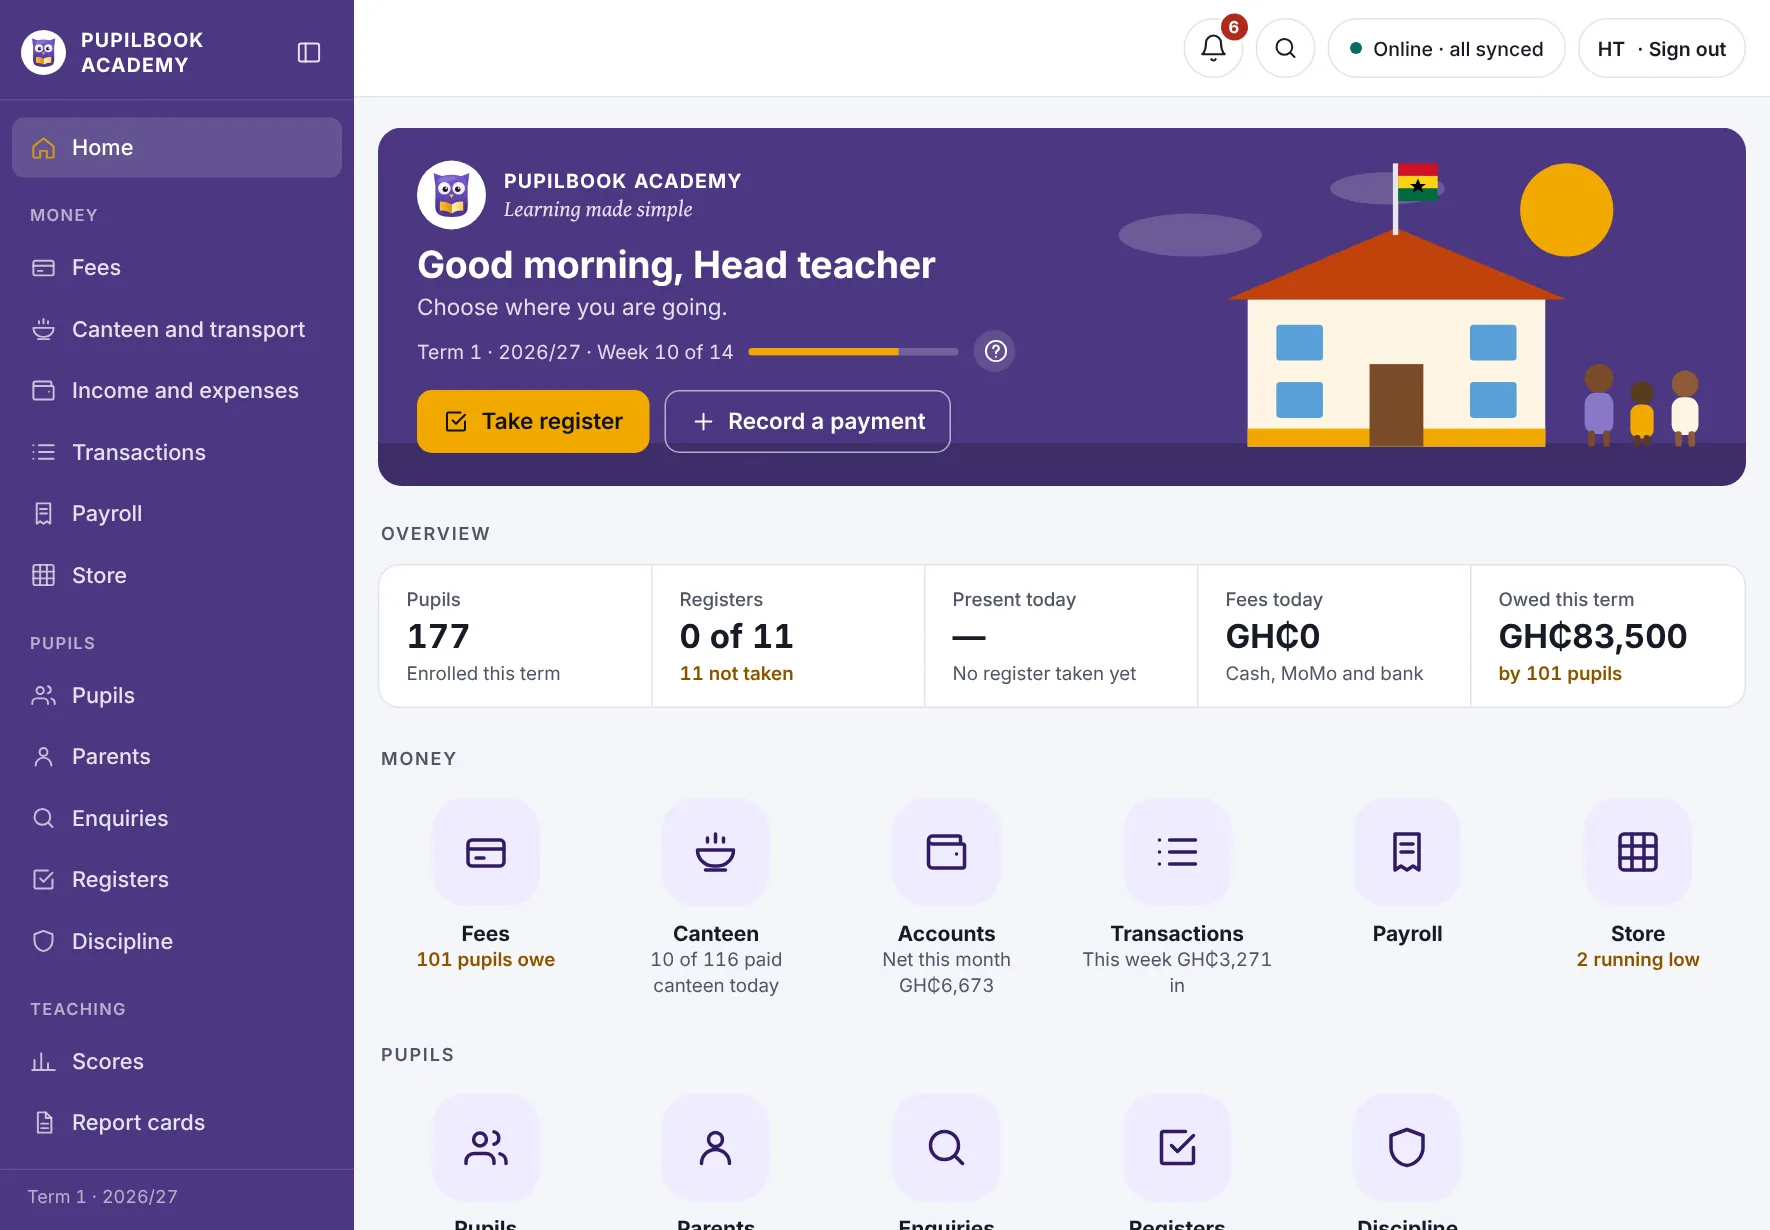 PUPILBOOK
ACADEMY
Home
MONEY
Fees
Canteen and transport
Income and expenses
Transactions
Payroll
Store
PUPILS
Pupils
Parents
Enquiries
Registers
Discipline
TEACHING
Scores
Report cards
Term 1 · 2026/27
6
Online · all synced
HT · Sign out
PUPILBOOK ACADEMY
Learning made simple
Good morning, Head teacher
Choose where you are going.
Term 1 · 2026/27 · Week 10 of 14
Take register
Record a payment
OVERVIEW
Pupils
177
Enrolled this term
Registers
0 of 11
11 not taken
Present today
—
No register taken yet
Fees today
GH₵0
Cash, MoMo and bank
Owed this term
GH₵83,500
by 101 pupils
MONEY
Fees
101 pupils owe
Canteen
10 of 116 paid
canteen today
Accounts
Net this month
GH₵6,673
Transactions
This week GH₵3,271
in
Payroll
Store
2 running low
PUPILS
Pupils
Parents
Enquiries
Registers
Discipline